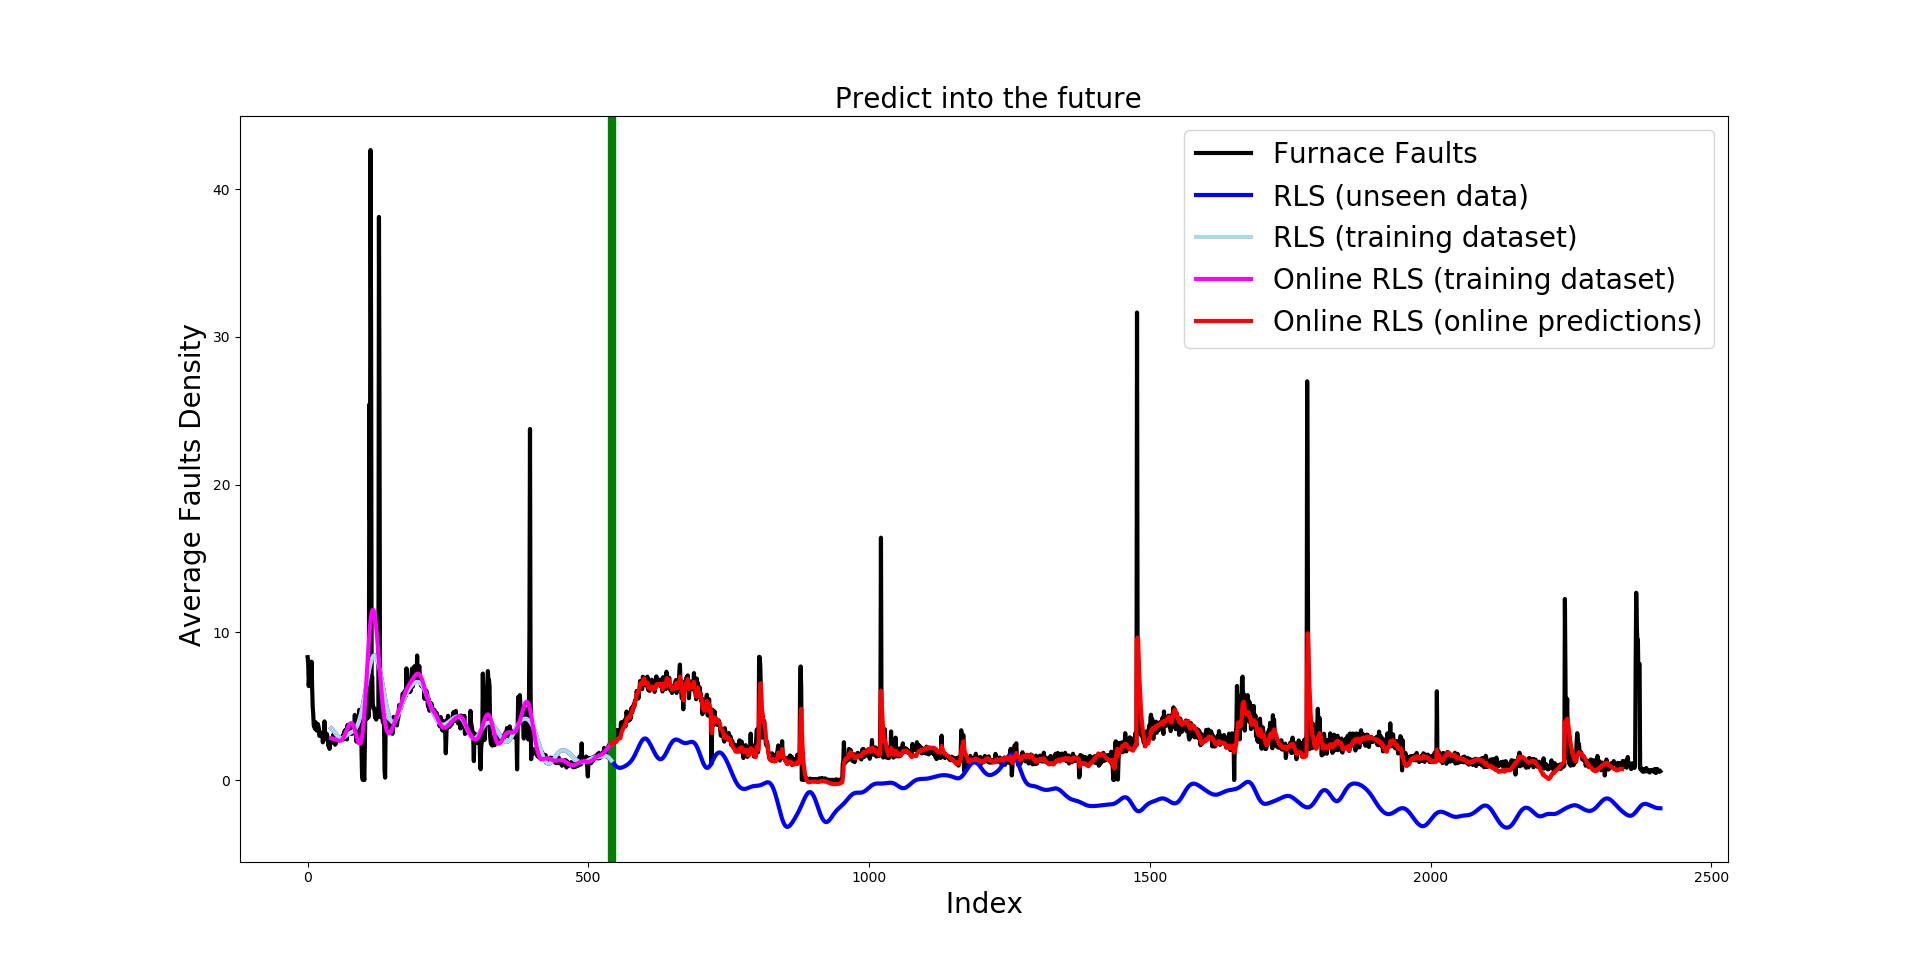 Predict into the future
Furnace Faults
RLS (unseen data)
RLS (training dataset)
Online RLS (training dataset)
Online RLS (online predictions)
Average Faults Density
40
30
20
10
0
0 500 1000 1500 2000 2500
Index